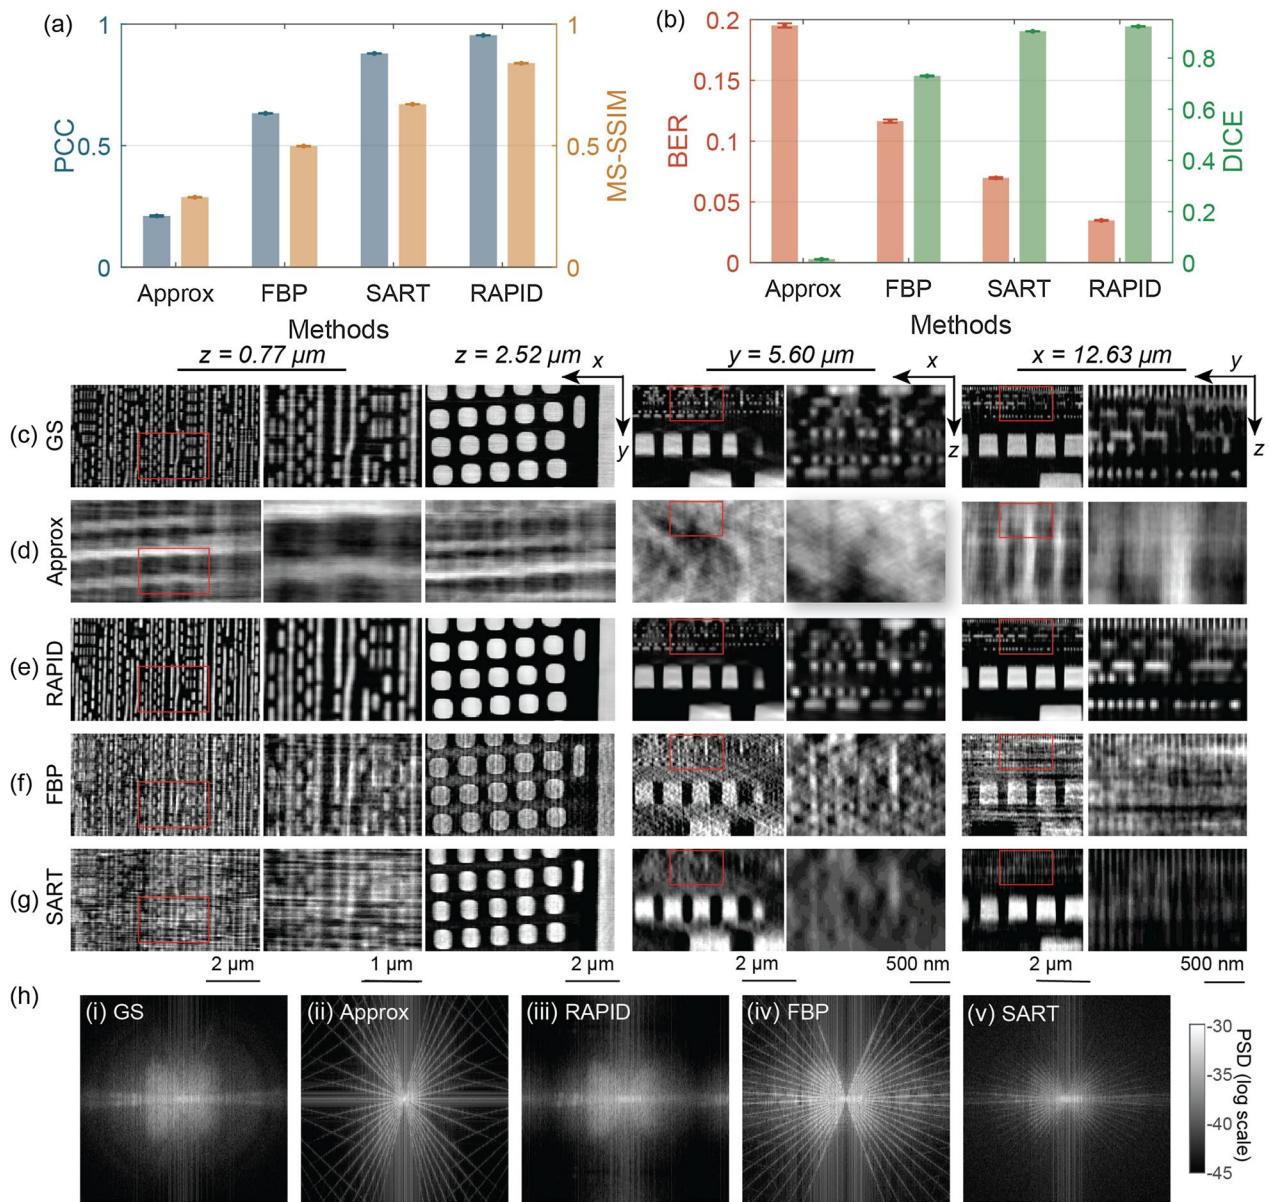 (a)
1
0.5
0
PCC
1
0.5
0
MS-SSIM
Approx FBP SART RAPID
Methods
(b)
0.2
0.15
0.1
0.05
0
BER
0.8
0.6
0.4
0.2
0
DICE
Approx FBP SART RAPID
Methods
z = 0.77 μm z = 2.52 μm x y = 5.60 μm x x = 12.63 μm y
(c) GS y z z
(d) Approx
(e) RAPID
(f) FBP
(g) SART
2 μm 1 μm 2 μm 2 μm 500 nm 2 μm 500 nm
(h)
(i) GS (ii) Approx (iii) RAPID (iv) FBP (v) SART
-30
-35
-40
-45
PSD (log scale)